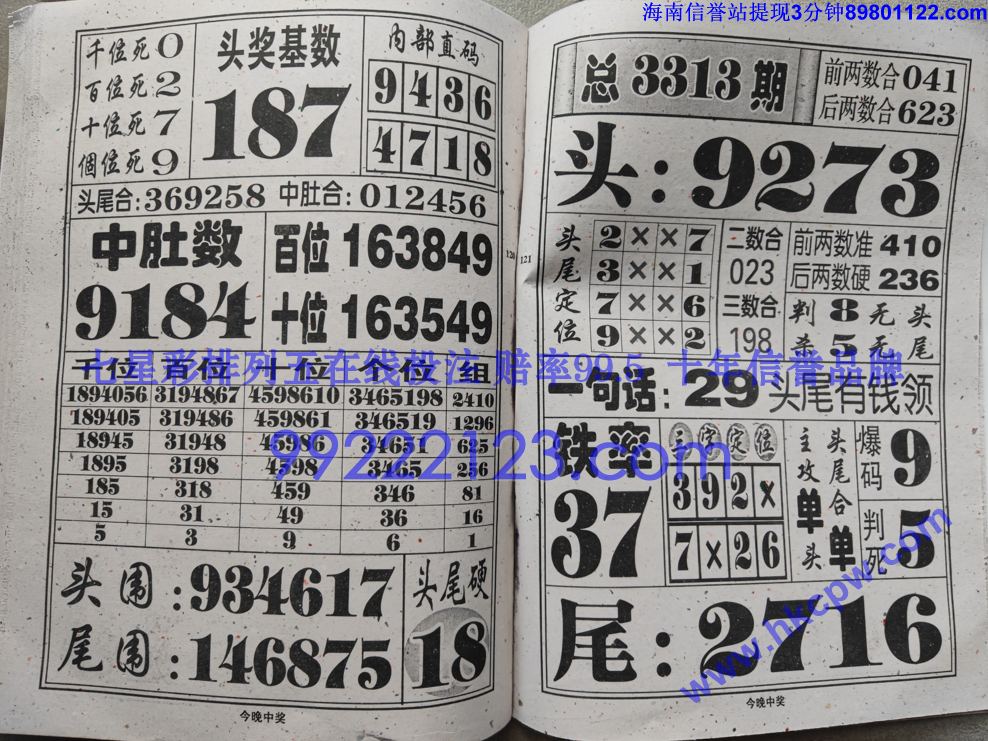 海南信誉站提现3分钟89801122.com
千位死0
百位死2
十位死7
個位死9
头奖基数
187
内部直码
9436
4718
头尾合:369258 中肚合:012456
中肚数
9184
百位163849
十位163549
千位 百位 十位 个位 组
1894056 3194867 4598610 3465198 2410
189405 319486 459861 346519 1296
18945 31948 45986 34651 625
1895 3198 4598 3465 256
185 318 459 346 81
15 31 49 36 16
5 3 9 6 1
头围:934617
尾围:146875
头尾硬
18
今晚中奖
120
121
总3313期
前两数合041
后两数合623
头:9273
头尾定位
2××7
3××1
7××6
9××2
二数合
023
三数合
198
前两数准410
后两数硬236
判8无头
杀5无尾
一句话:29头尾有钱领
铁率
37
三字定位
392×
7×26
主攻单头
头尾合单
爆码9
判死5
尾:2716
今晚中奖
七星彩排列五在线投注 赔率99.5 十年信誉品牌
99222123.com
www.hkcpw.com